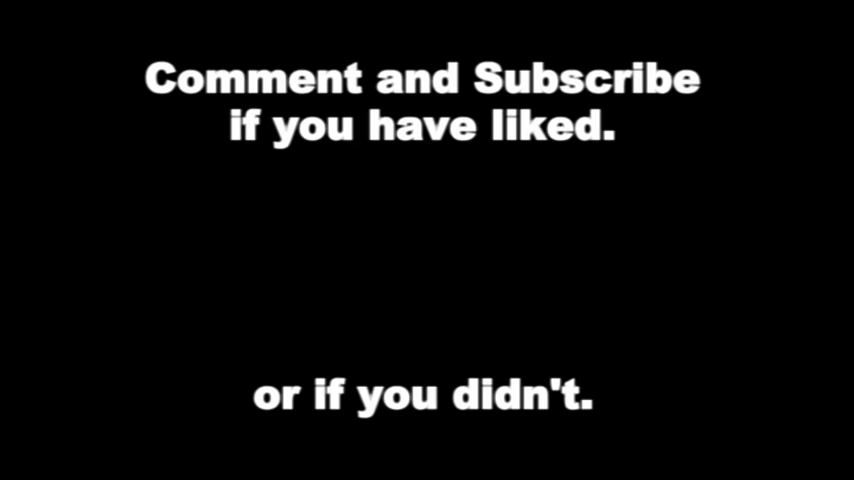 Comment and Subscribe
if you have liked.
or if you didn't.